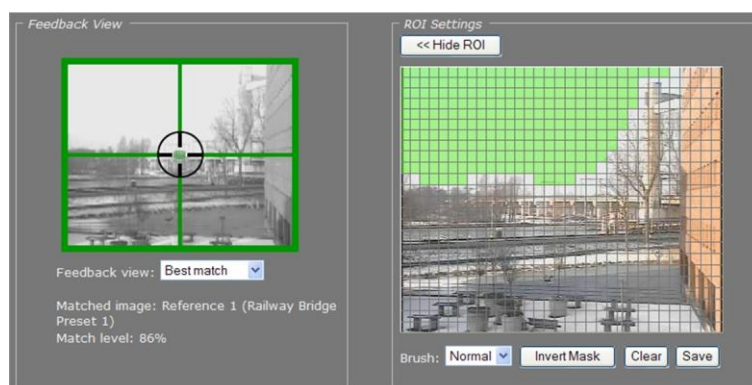 Feedback View
Feedback view: Best match
Matched image: Reference 1 (Railway Bridge
Preset 1)
Match level: 86%
ROI Settings
<< Hide ROI
Brush: Normal Invert Mask Clear Save